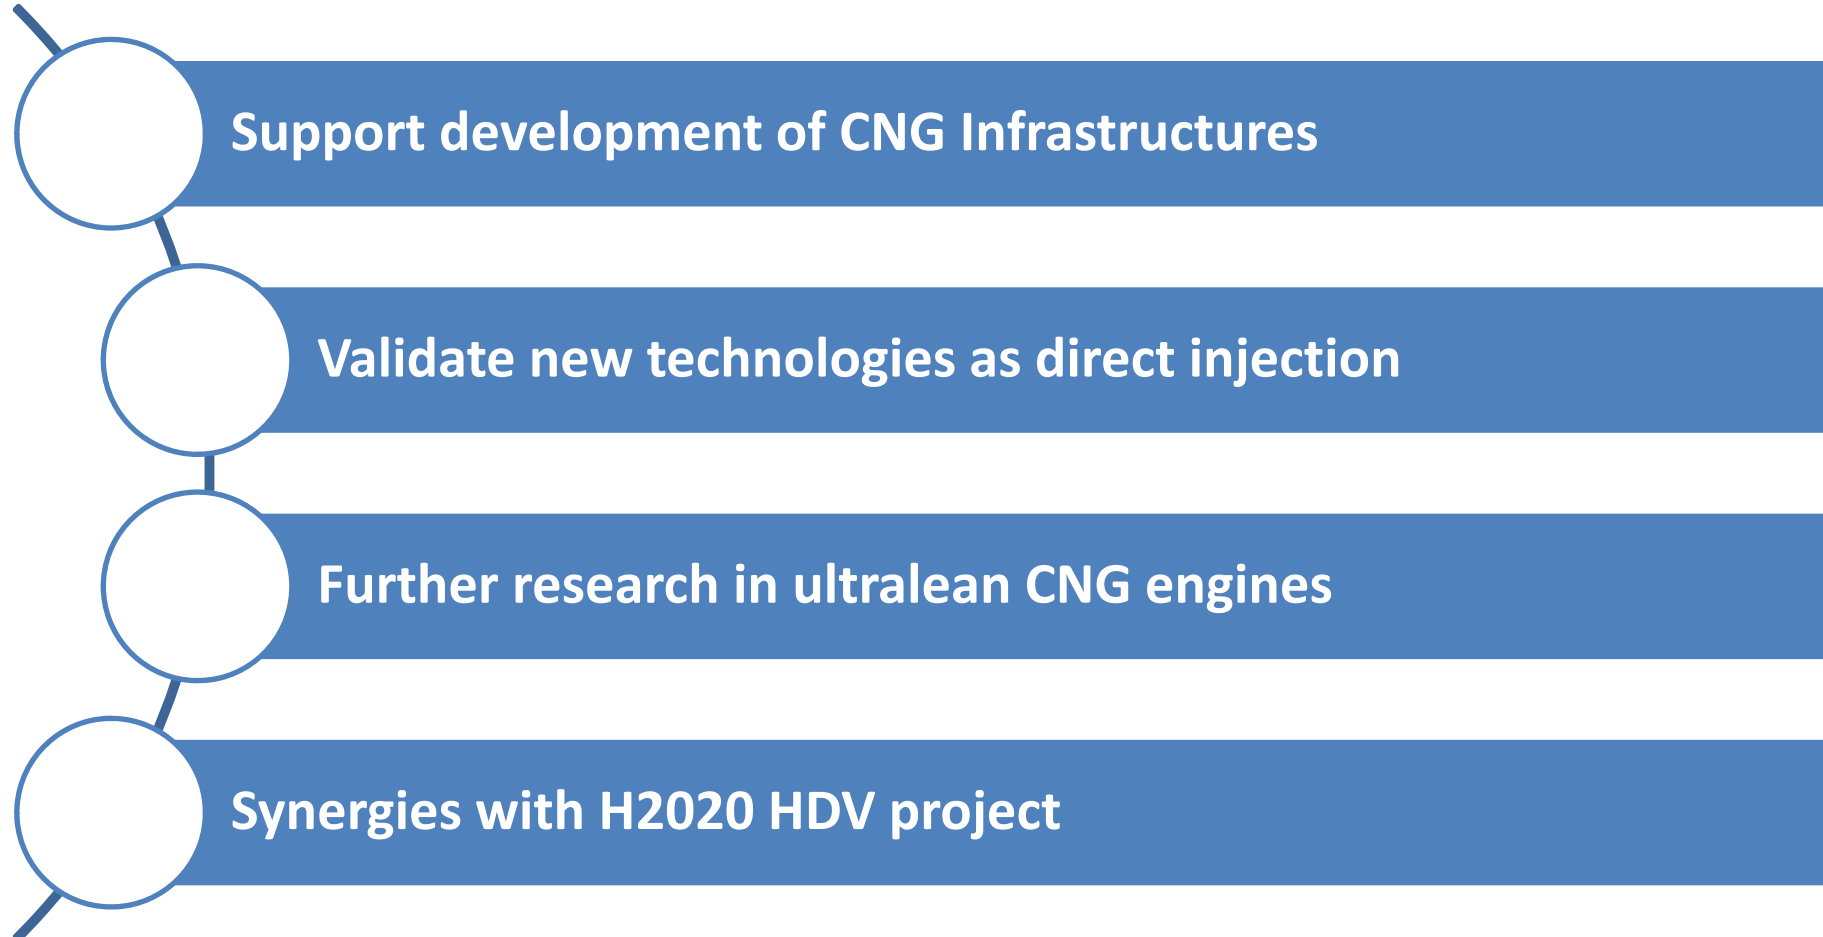 Support development of CNG Infrastructures
Validate new technologies as direct injection
Further research in ultralean CNG engines
Synergies with H2020 HDV project